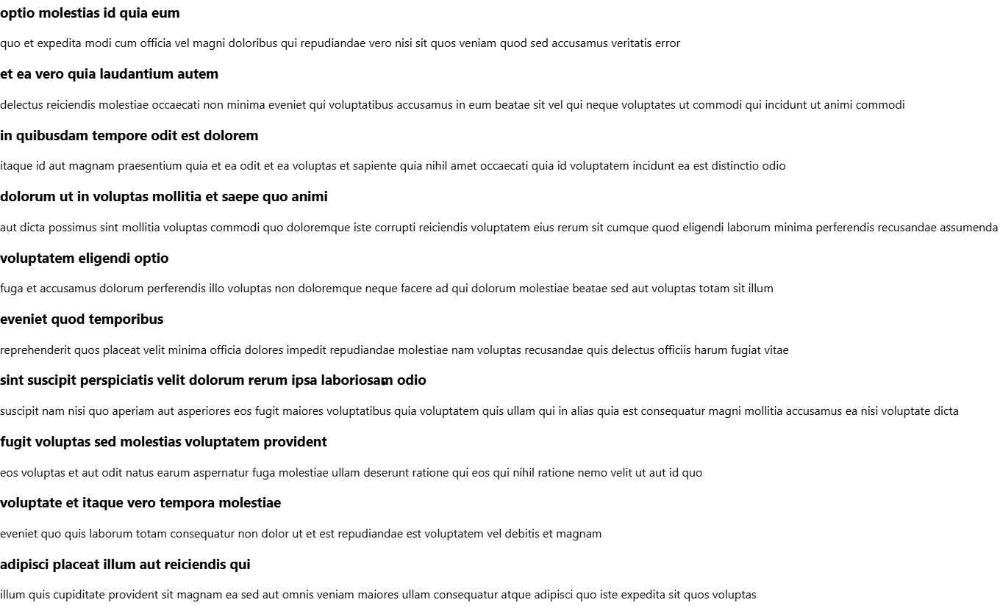 optio molestias id quia eum
quo et expedita modi cum officia vel magni doloribus qui repudiandae vero nisi sit quos veniam quod sed accusamus veritatis error
et ea vero quia laudantium autem
delectus reiciendis molestiae occaecati non minima eveniet qui voluptatibus accusamus in eum beatae sit vel qui neque voluptates ut commodi qui incidunt ut animi commodi
in quibusdam tempore odit est dolorem
itaque id aut magnam praesentium quia et ea odit et ea voluptas et sapiente quia nihil amet occaecati quia id voluptatem incidunt ea est distinctio odio
dolorum ut in voluptas mollitia et saepe quo animi
aut dicta possimus sint mollitia voluptas commodi quo doloremque iste corrupti reiciendis voluptatem eius rerum sit cumque quod eligendi laborum minima perferendis recusandae assumenda
voluptatem eligendi optio
fuga et accusamus dolorum perferendis illo voluptas non doloremque neque facere ad qui dolorum molestiae beatae sed aut voluptas totam sit illum
eveniet quod temporibus
reprehenderit quos placeat velit minima officia dolores impedit repudiandae molestiae nam voluptas recusandae quis delectus officiis harum fugiat vitae
sint suscipit perspiciatis velit dolorum rerum ipsa laboriosam odio
suscipit nam nisi quo aperiam aut asperiores eos fugit maiores voluptatibus quia voluptatem quis ullam qui in alias quia est consequatur magni mollitia accusamus ea nisi voluptate dicta
fugit voluptas sed molestias voluptatem provident
eos voluptas et aut odit natus earum aspernatur fuga molestiae ullam deserunt ratione qui eos qui nihil ratione nemo velit ut aut id quo
voluptate et itaque vero tempora molestiae
eveniet quo quis laborum totam consequatur non dolor ut et est repudiandae est voluptatem vel debitis et magnam
adipisci placeat illum aut reiciendis qui
illum quis cupiditate provident sit magnam ea sed aut omnis veniam maiores ullam consequatur atque adipisci quo iste expedita sit quos voluptas